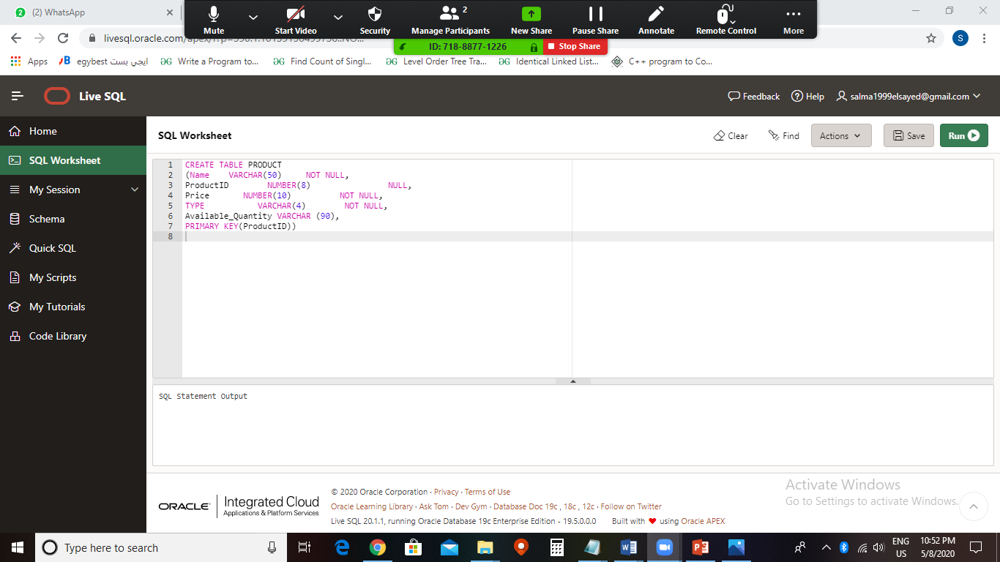 (2) WhatsApp
Mute
Start Video
2
Security
Manage Participants
New Share
Pause Share
Annotate
Remote Control
More
livesql.oracle.com/apex/
ID: 718-8877-1226
Stop Share
S
Apps
egybest ايجي بست
Write a Program to...
Find Count of Singl...
Level Order Tree Tra...
Identical Linked List...
C++ program to Co...
Live SQL
Feedback
Help
salma1999elsayed@gmail.com
Home
SQL Worksheet
My Session
Schema
Quick SQL
My Scripts
My Tutorials
Code Library
SQL Worksheet
Clear
Find
Actions
Save
Run
1 CREATE TABLE PRODUCT
2 (Name VARCHAR(50) NOT NULL,
3 ProductID NUMBER(8) NULL,
4 Price NUMBER(10) NOT NULL,
5 TYPE VARCHAR(4) NOT NULL,
6 Available_Quantity VARCHAR (90),
7 PRIMARY KEY(ProductID))
8
SQL Statement Output
ORACLE Integrated Cloud
Applications & Platform Services
© 2020 Oracle Corporation · Privacy · Terms of Use
Oracle Learning Library · Ask Tom · Dev Gym · Database Doc 19c, 18c, 12c · Follow on Twitter
Live SQL 20.1.1, running Oracle Database 19c Enterprise Edition - 19.5.0.0.0 Built with ❤ using Oracle APEX
Activate Windows
Go to Settings to activate Windows.
Type here to search
ENG
US
10:52 PM
5/8/2020